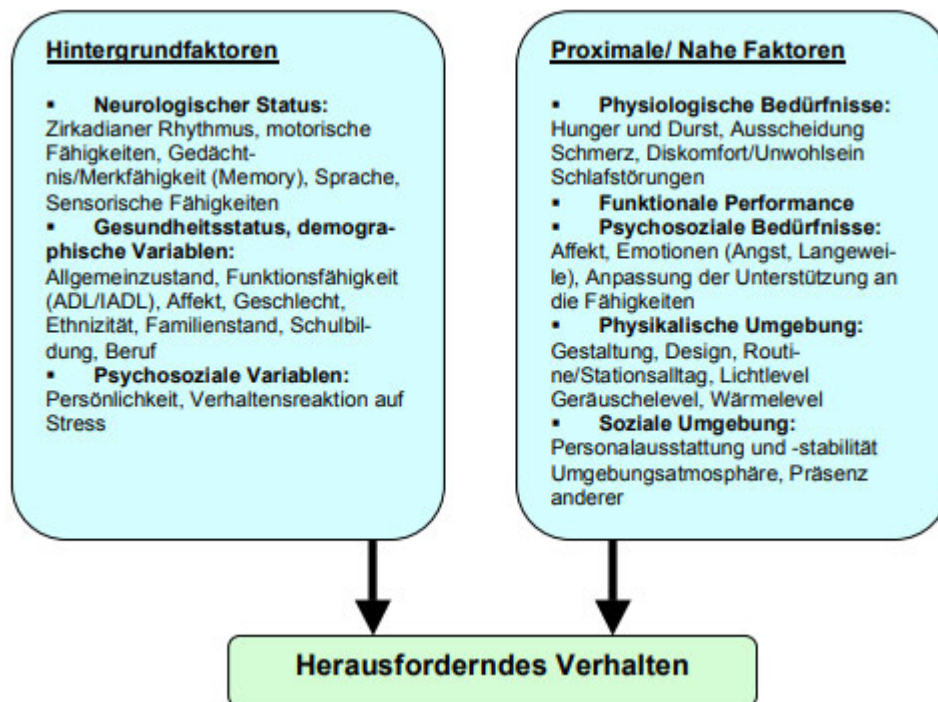 Hintergrundfaktoren
▪ Neurologischer Status:
Zirkadianer Rhythmus, motorische
Fähigkeiten, Gedächt-
nis/Merkfähigkeit (Memory), Sprache,
Sensorische Fähigkeiten
▪ Gesundheitsstatus, demogra-
phische Variablen:
Allgemeinzustand, Funktionsfähigkeit
(ADL/IADL), Affekt, Geschlecht,
Ethnizität, Familienstand, Schulbil-
dung, Beruf
▪ Psychosoziale Variablen:
Persönlichkeit, Verhaltensreaktion auf
Stress
Proximale/ Nahe Faktoren
▪ Physiologische Bedürfnisse:
Hunger und Durst, Ausscheidung
Schmerz, Diskomfort/Unwohlsein
Schlafstörungen
▪ Funktionale Performance
▪ Psychosoziale Bedürfnisse:
Affekt, Emotionen (Angst, Langewei-
le), Anpassung der Unterstützung an
die Fähigkeiten
▪ Physikalische Umgebung:
Gestaltung, Design, Routi-
ne/Stationsalltag, Lichtlevel
Geräuschelevel, Wärmelevel
▪ Soziale Umgebung:
Personalausstattung und -stabilität
Umgebungsatmosphäre, Präsenz
anderer
Herausforderndes Verhalten